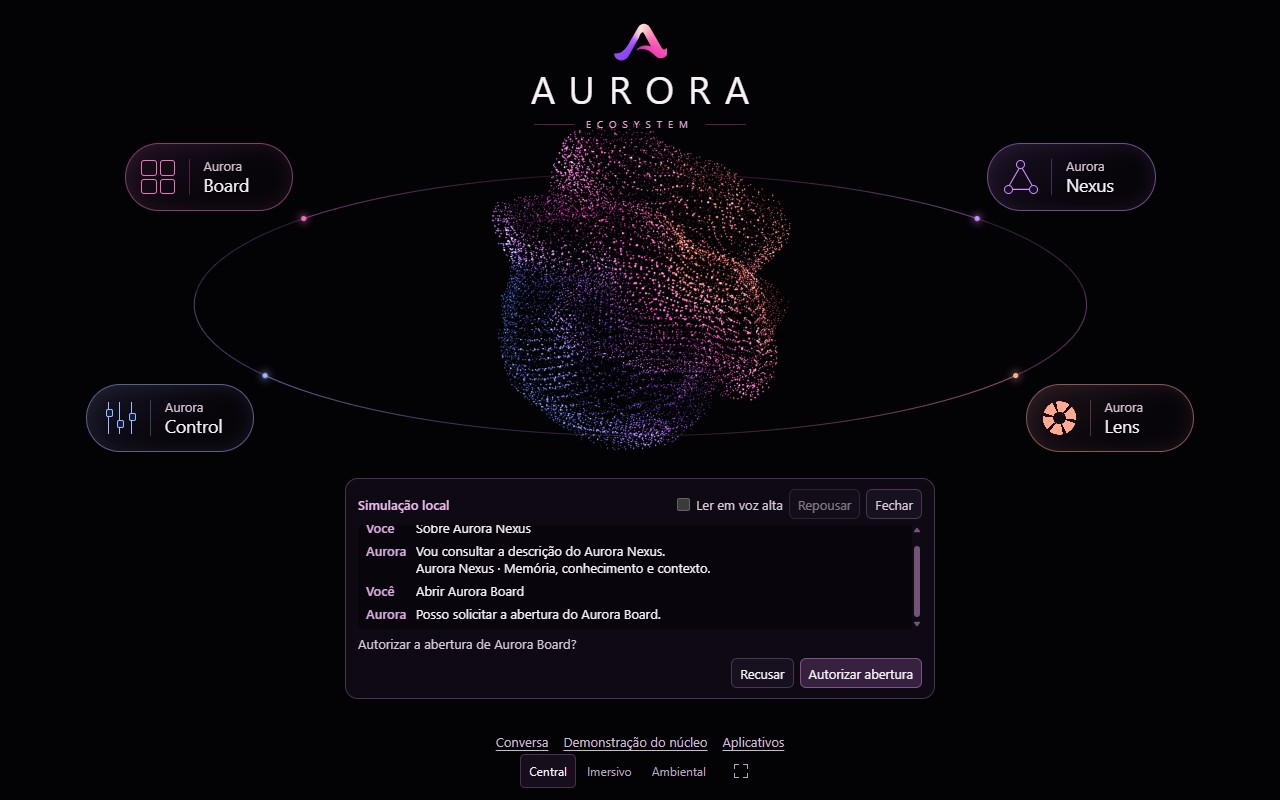 AURORA
ECOSYSTEM
Aurora
Board
Aurora
Nexus
Aurora
Control
Aurora
Lens
Simulação local
Ler em voz alta
Repousar
Fechar
Você Sobre Aurora Nexus
Aurora Vou consultar a descrição do Aurora Nexus.
Aurora Nexus · Memória, conhecimento e contexto.
Você Abrir Aurora Board
Aurora Posso solicitar a abertura do Aurora Board.
Autorizar a abertura de Aurora Board?
Recusar
Autorizar abertura
Conversa Demonstração do núcleo Aplicativos
Central Imersivo Ambiental